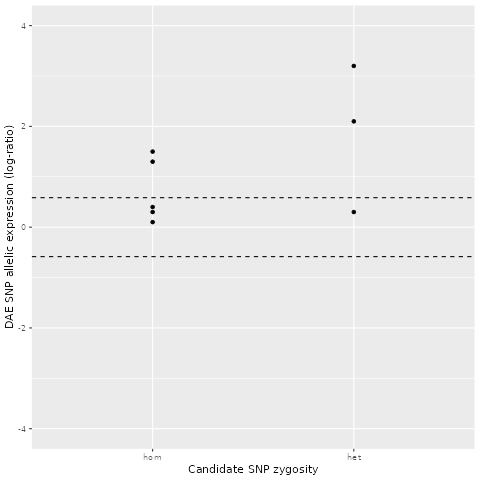 DAE SNP allelic expression (log-ratio)
4
2
0
-2
-4
hom
het
Candidate SNP zygosity